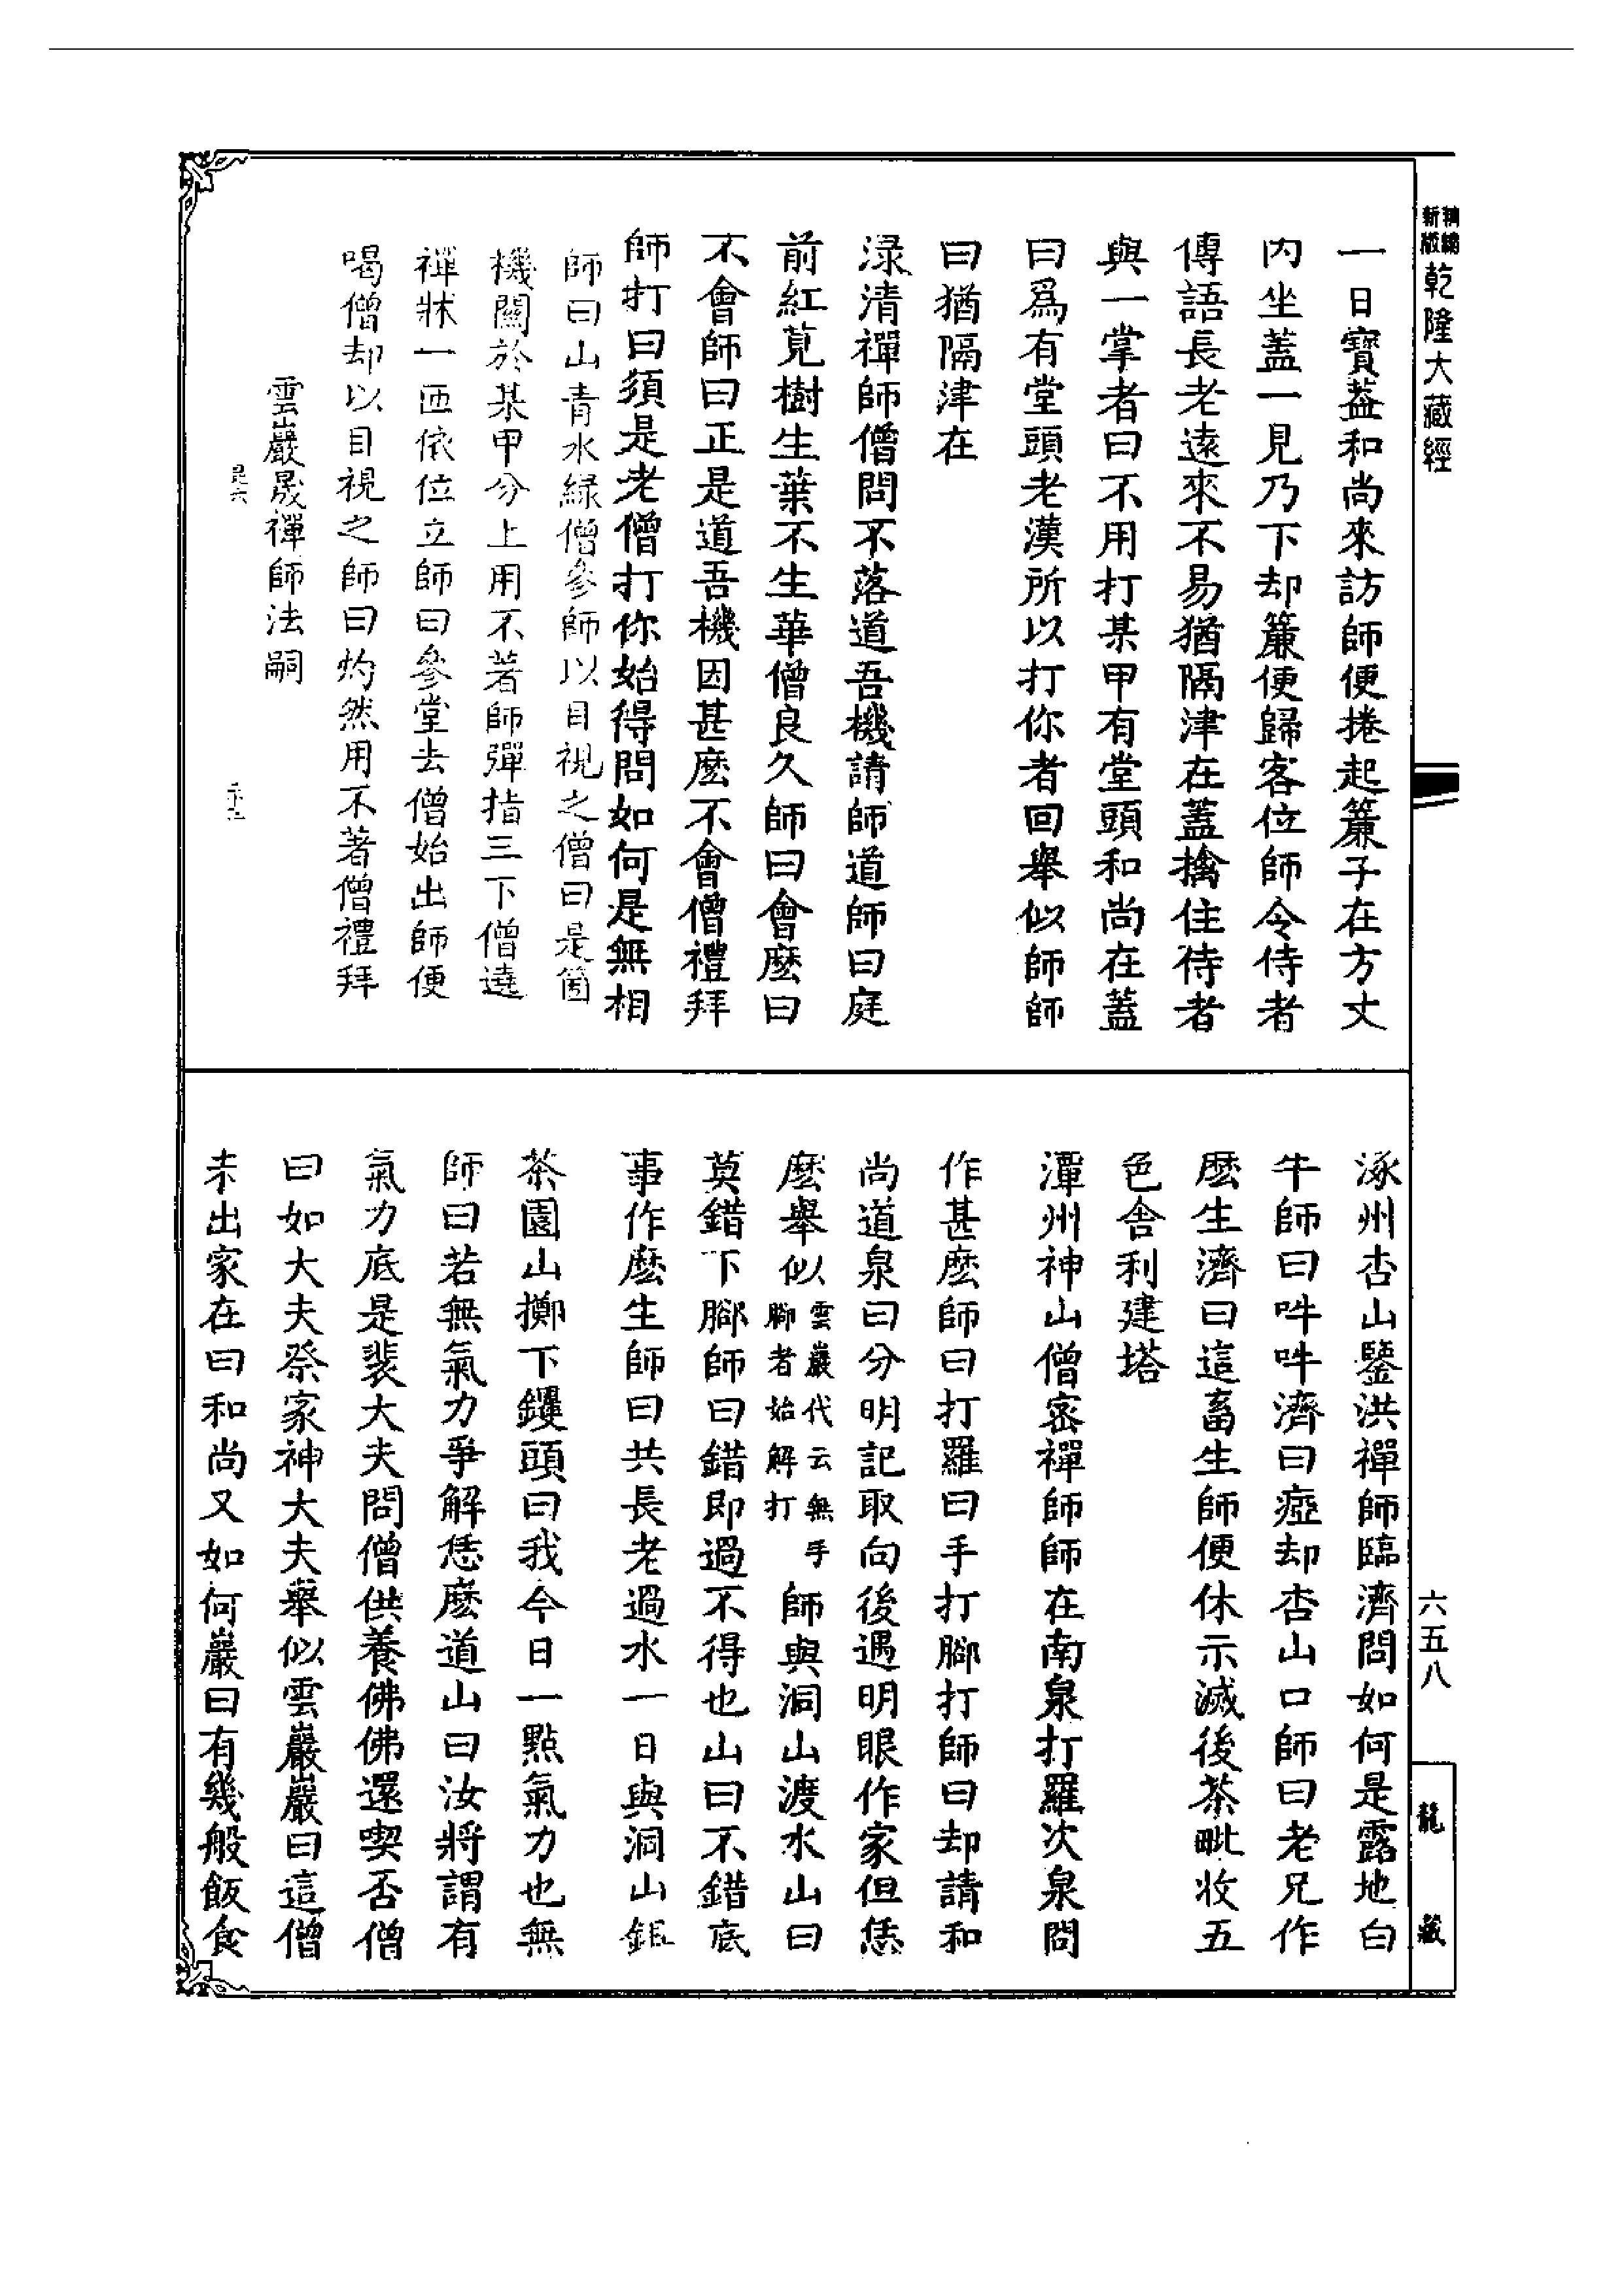 新編縮版乾隆大藏經
一日寶葢和尚來訪師便捲起簾子在方丈
內坐蓋一見乃下却簾便歸客位師令侍者
傳語長老遠來不易猶隔津在蓋擒住侍者
與一掌者曰不用打某甲有堂頭和尚在蓋
曰爲有堂頭老漢所以打你者回舉似師師
曰猶隔津在
淥清禪師僧問不落道吾機請師道師曰庭
前紅莧樹生葉不生華僧良久師曰會麽曰
不會師曰正是道吾機因甚麽不會僧禮拜
師打曰須是老僧打你始得問如何是無相
師曰山青水綠僧參師以目視之僧曰是箇
機關於某甲分上用不著師彈指三下僧遶
禪牀一匝依位立師曰參堂去僧始出師便
喝僧却以目視之師曰灼然用不著僧禮拜
雲巖晟禪師法嗣
涿州杏山鑒洪禪師臨濟問如何是露地白
牛師曰吽吽濟曰瘂却杏山口師曰老兄作
麽生濟曰這畜生師便休示滅後茶毗收五
色舍利建塔
潭州神山僧密禪師師在南泉打羅次泉問
作甚麽師曰打羅曰手打腳打師曰却請和
尚道泉曰分明記取向後遇明眼作家但恁
麽舉似雲巖代云無手腳者始解打師與洞山渡水山曰
莫錯下腳師曰錯即過不得也山曰不錯底
事作麽生師曰共長老過水一日與洞山鉏
茶園山擲下钁頭曰我今日一點氣力也無
師曰若無氣力爭解恁麽道山曰汝將謂有
氣力底是裴大夫問僧供養佛佛還喫否僧
曰如大夫祭家神大夫舉似雲巖巖曰這僧
未出家在曰和尚又如何巖曰有幾般飯食
六五八
龍藏